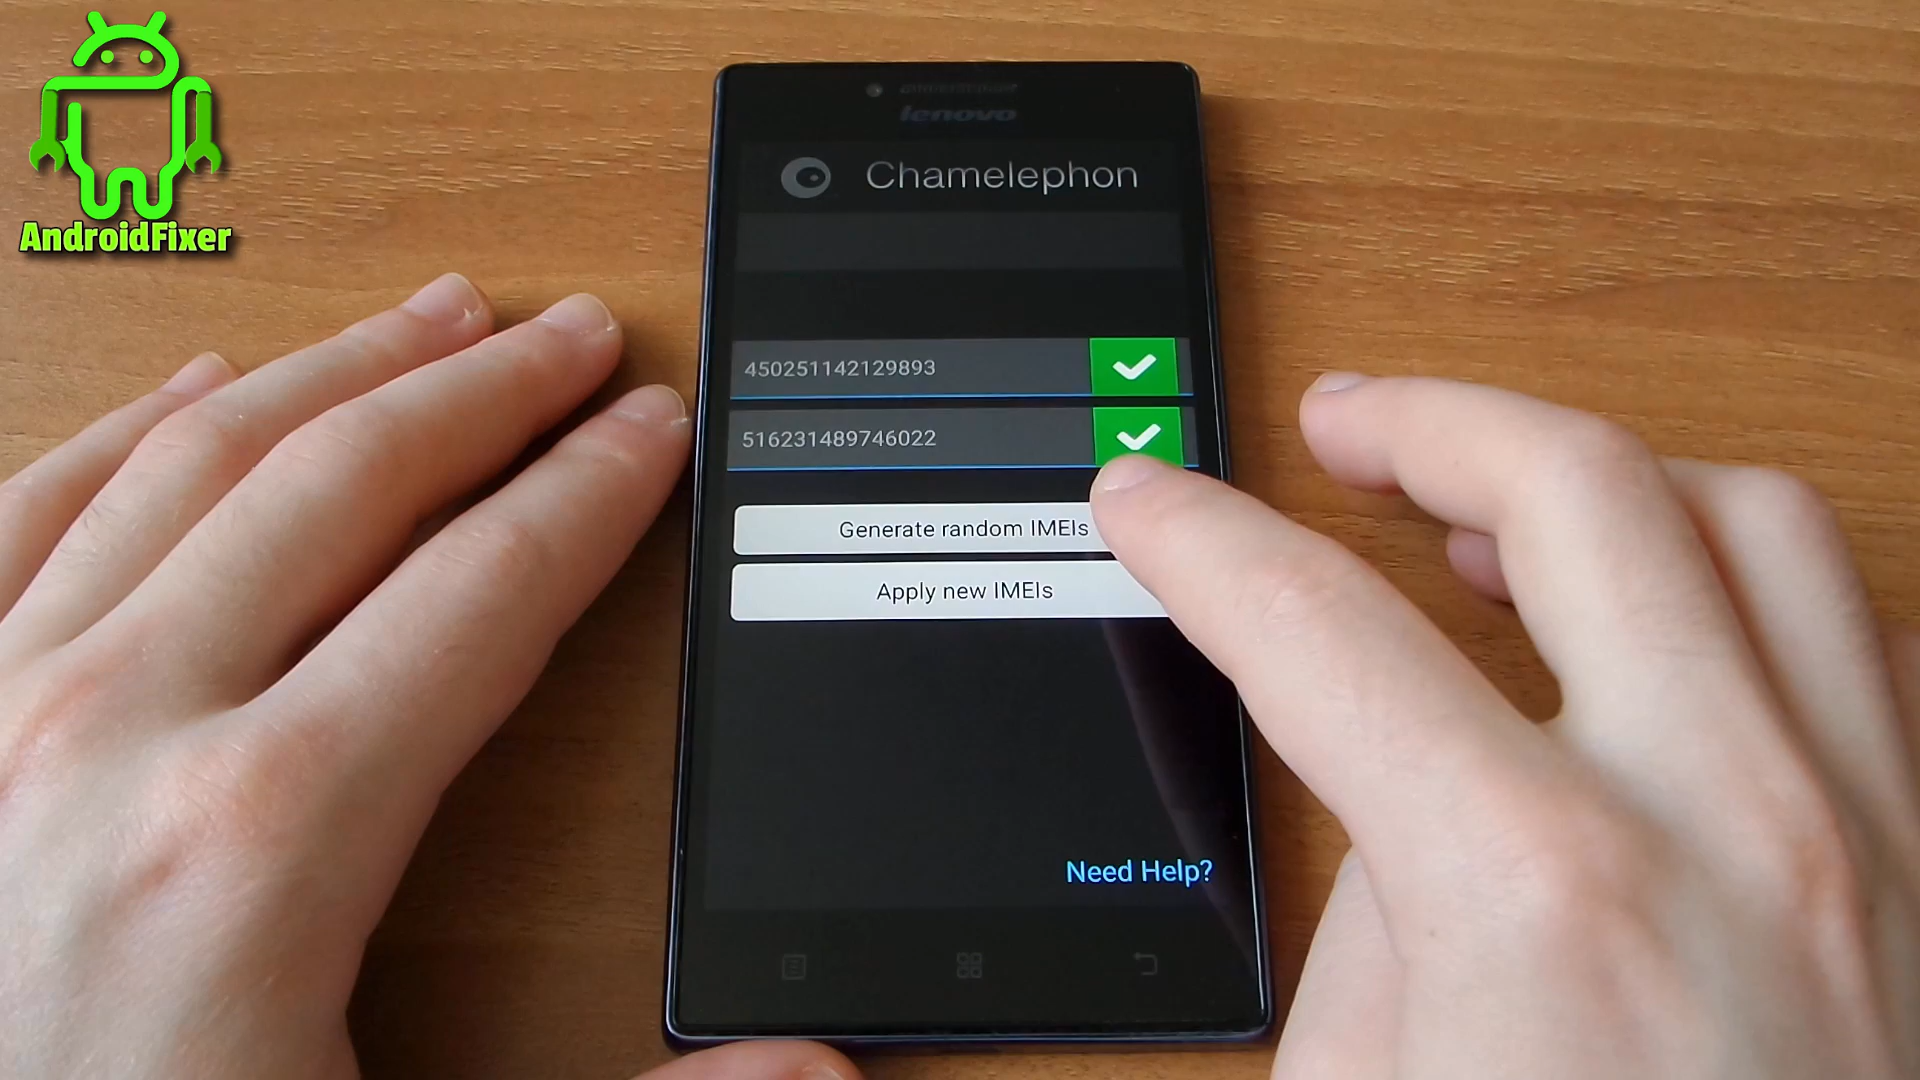 AndroidFixer
lenovo
Chamelephon
450251142129893
516231489746022
Generate random IMEIs
Apply new IMEIs
Need Help?